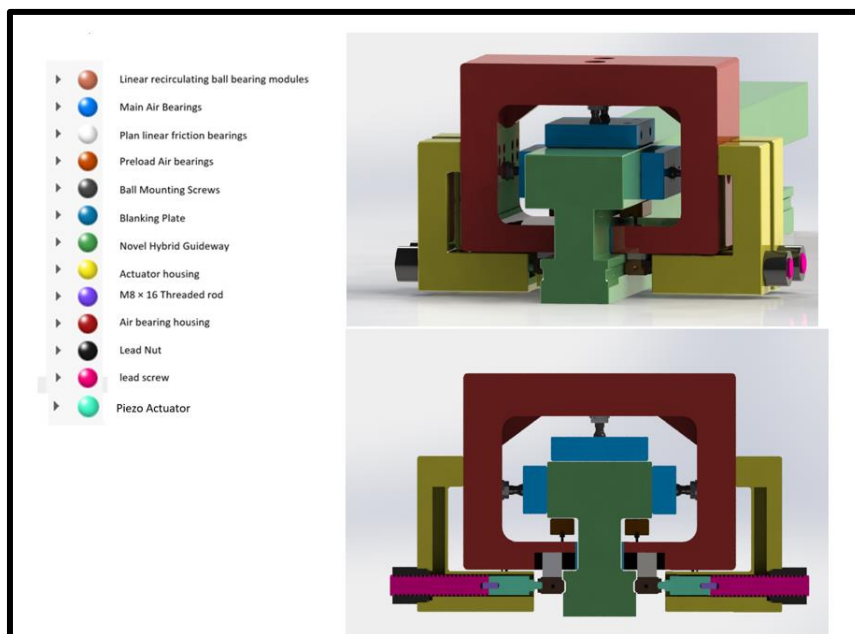 Linear recirculating ball bearing modules
Main Air Bearings
Plan linear friction bearings
Preload Air bearings
Ball Mounting Screws
Blanking Plate
Novel Hybrid Guideway
Actuator housing
M8 × 16 Threaded rod
Air bearing housing
Lead Nut
lead screw
Piezo Actuator